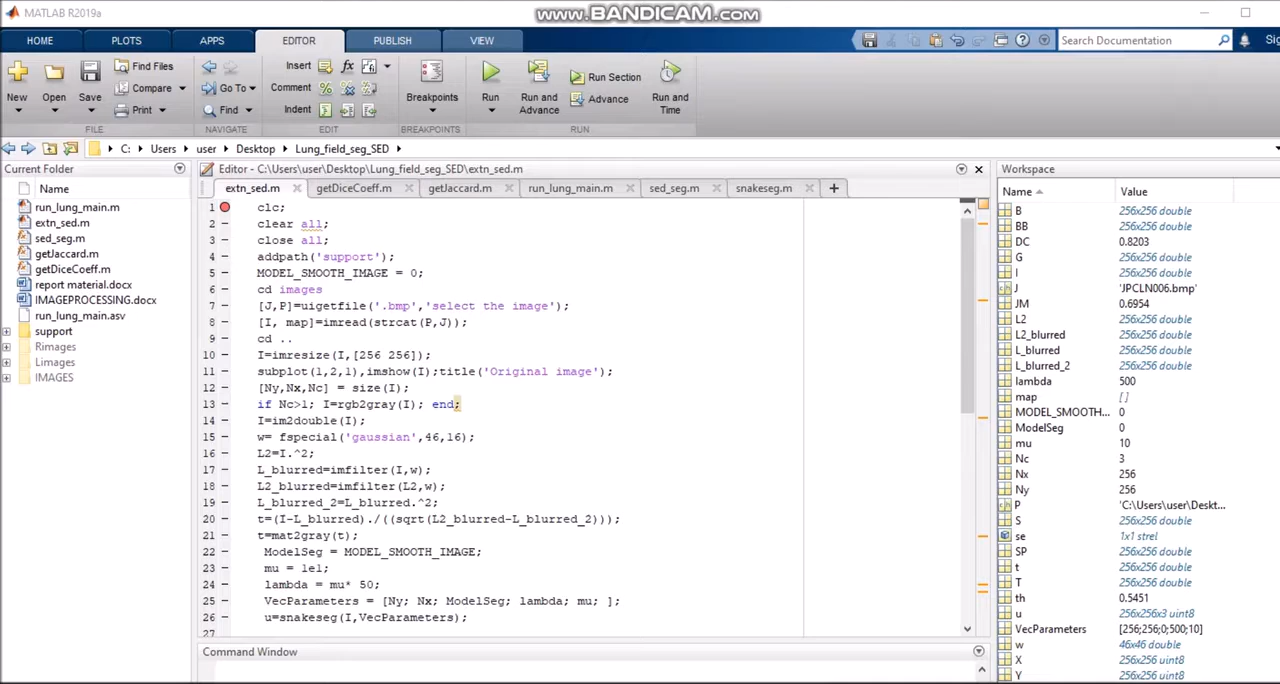 MATLAB R2019a
www.BANDICAM.com
HOME PLOTS APPS EDITOR PUBLISH VIEW
Search Documentation
New Open Save Find Files Compare Print
FILE
Go To Find
NAVIGATE
Insert fx Comment Indent
EDIT
Breakpoints
BREAKPOINTS
Run Run and Advance Run Section Advance Run and Time
RUN
C: Users user Desktop Lung_field_seg_SED
Current Folder
Name
run_lung_main.m
extn_sed.m
sed_seg.m
getJaccard.m
getDiceCoeff.m
report material.docx
IMAGEPROCESSING.docx
run_lung_main.asv
support
Rimages
Limages
IMAGES
Editor - C:\Users\user\Desktop\Lung_field_seg_SED\extn_sed.m
extn_sed.m getDiceCoeff.m getJaccard.m run_lung_main.m sed_seg.m snakeseg.m
1 clc;
2 clear all;
3 close all;
4 addpath('support');
5 MODEL_SMOOTH_IMAGE = 0;
6 cd images
7 [J,P]=uigetfile('.bmp','select the image');
8 [I, map]=imread(strcat(P,J));
9 cd ..
10 I=imresize(I,[256 256]);
11 subplot(1,2,1),imshow(I);title('Original image');
12 [Ny,Nx,Nc] = size(I);
13 if Nc>1; I=rgb2gray(I); end;
14 I=im2double(I);
15 w= fspecial('gaussian',46,16);
16 L2=I.^2;
17 L_blurred=imfilter(I,w);
18 L2_blurred=imfilter(L2,w);
19 L_blurred_2=L_blurred.^2;
20 t=(I-L_blurred)./((sqrt(L2_blurred-L_blurred_2)));
21 t=mat2gray(t);
22 ModelSeg = MODEL_SMOOTH_IMAGE;
23 mu = 1e1;
24 lambda = mu* 50;
25 VecParameters = [Ny; Nx; ModelSeg; lambda; mu; ];
26 u=snakeseg(I,VecParameters);
27
Command Window
Workspace
Name Value
B 256x256 double
BB 256x256 double
DC 0.8203
G 256x256 double
I 256x256 double
J 'JPCLN006.bmp'
JM 0.6954
L2 256x256 double
L2_blurred 256x256 double
L_blurred 256x256 double
L_blurred_2 256x256 double
lambda 500
map []
MODEL_SMOOTH... 0
ModelSeg 0
mu 10
Nc 3
Nx 256
Ny 256
P 'C:\Users\user\Deskt...
S 256x256 double
se 1x1 strel
SP 256x256 double
t 256x256 double
T 256x256 double
th 0.5451
u 256x256x3 uint8
VecParameters [256;256;0;500;10]
w 46x46 double
X 256x256 uint8
Y 256x256 uint8